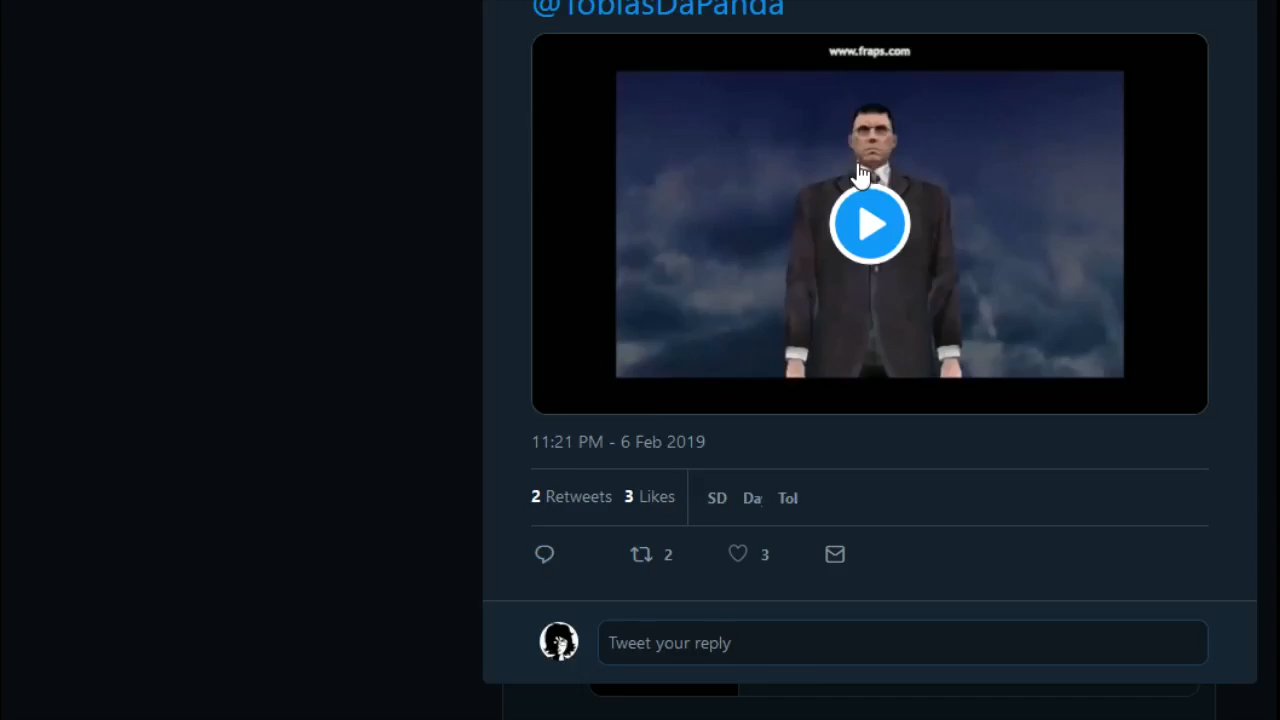 @TobiasDaPanda
www.fraps.com
11:21 PM - 6 Feb 2019
2 Retweets 3 Likes SD Da Tol
2 3
Tweet your reply